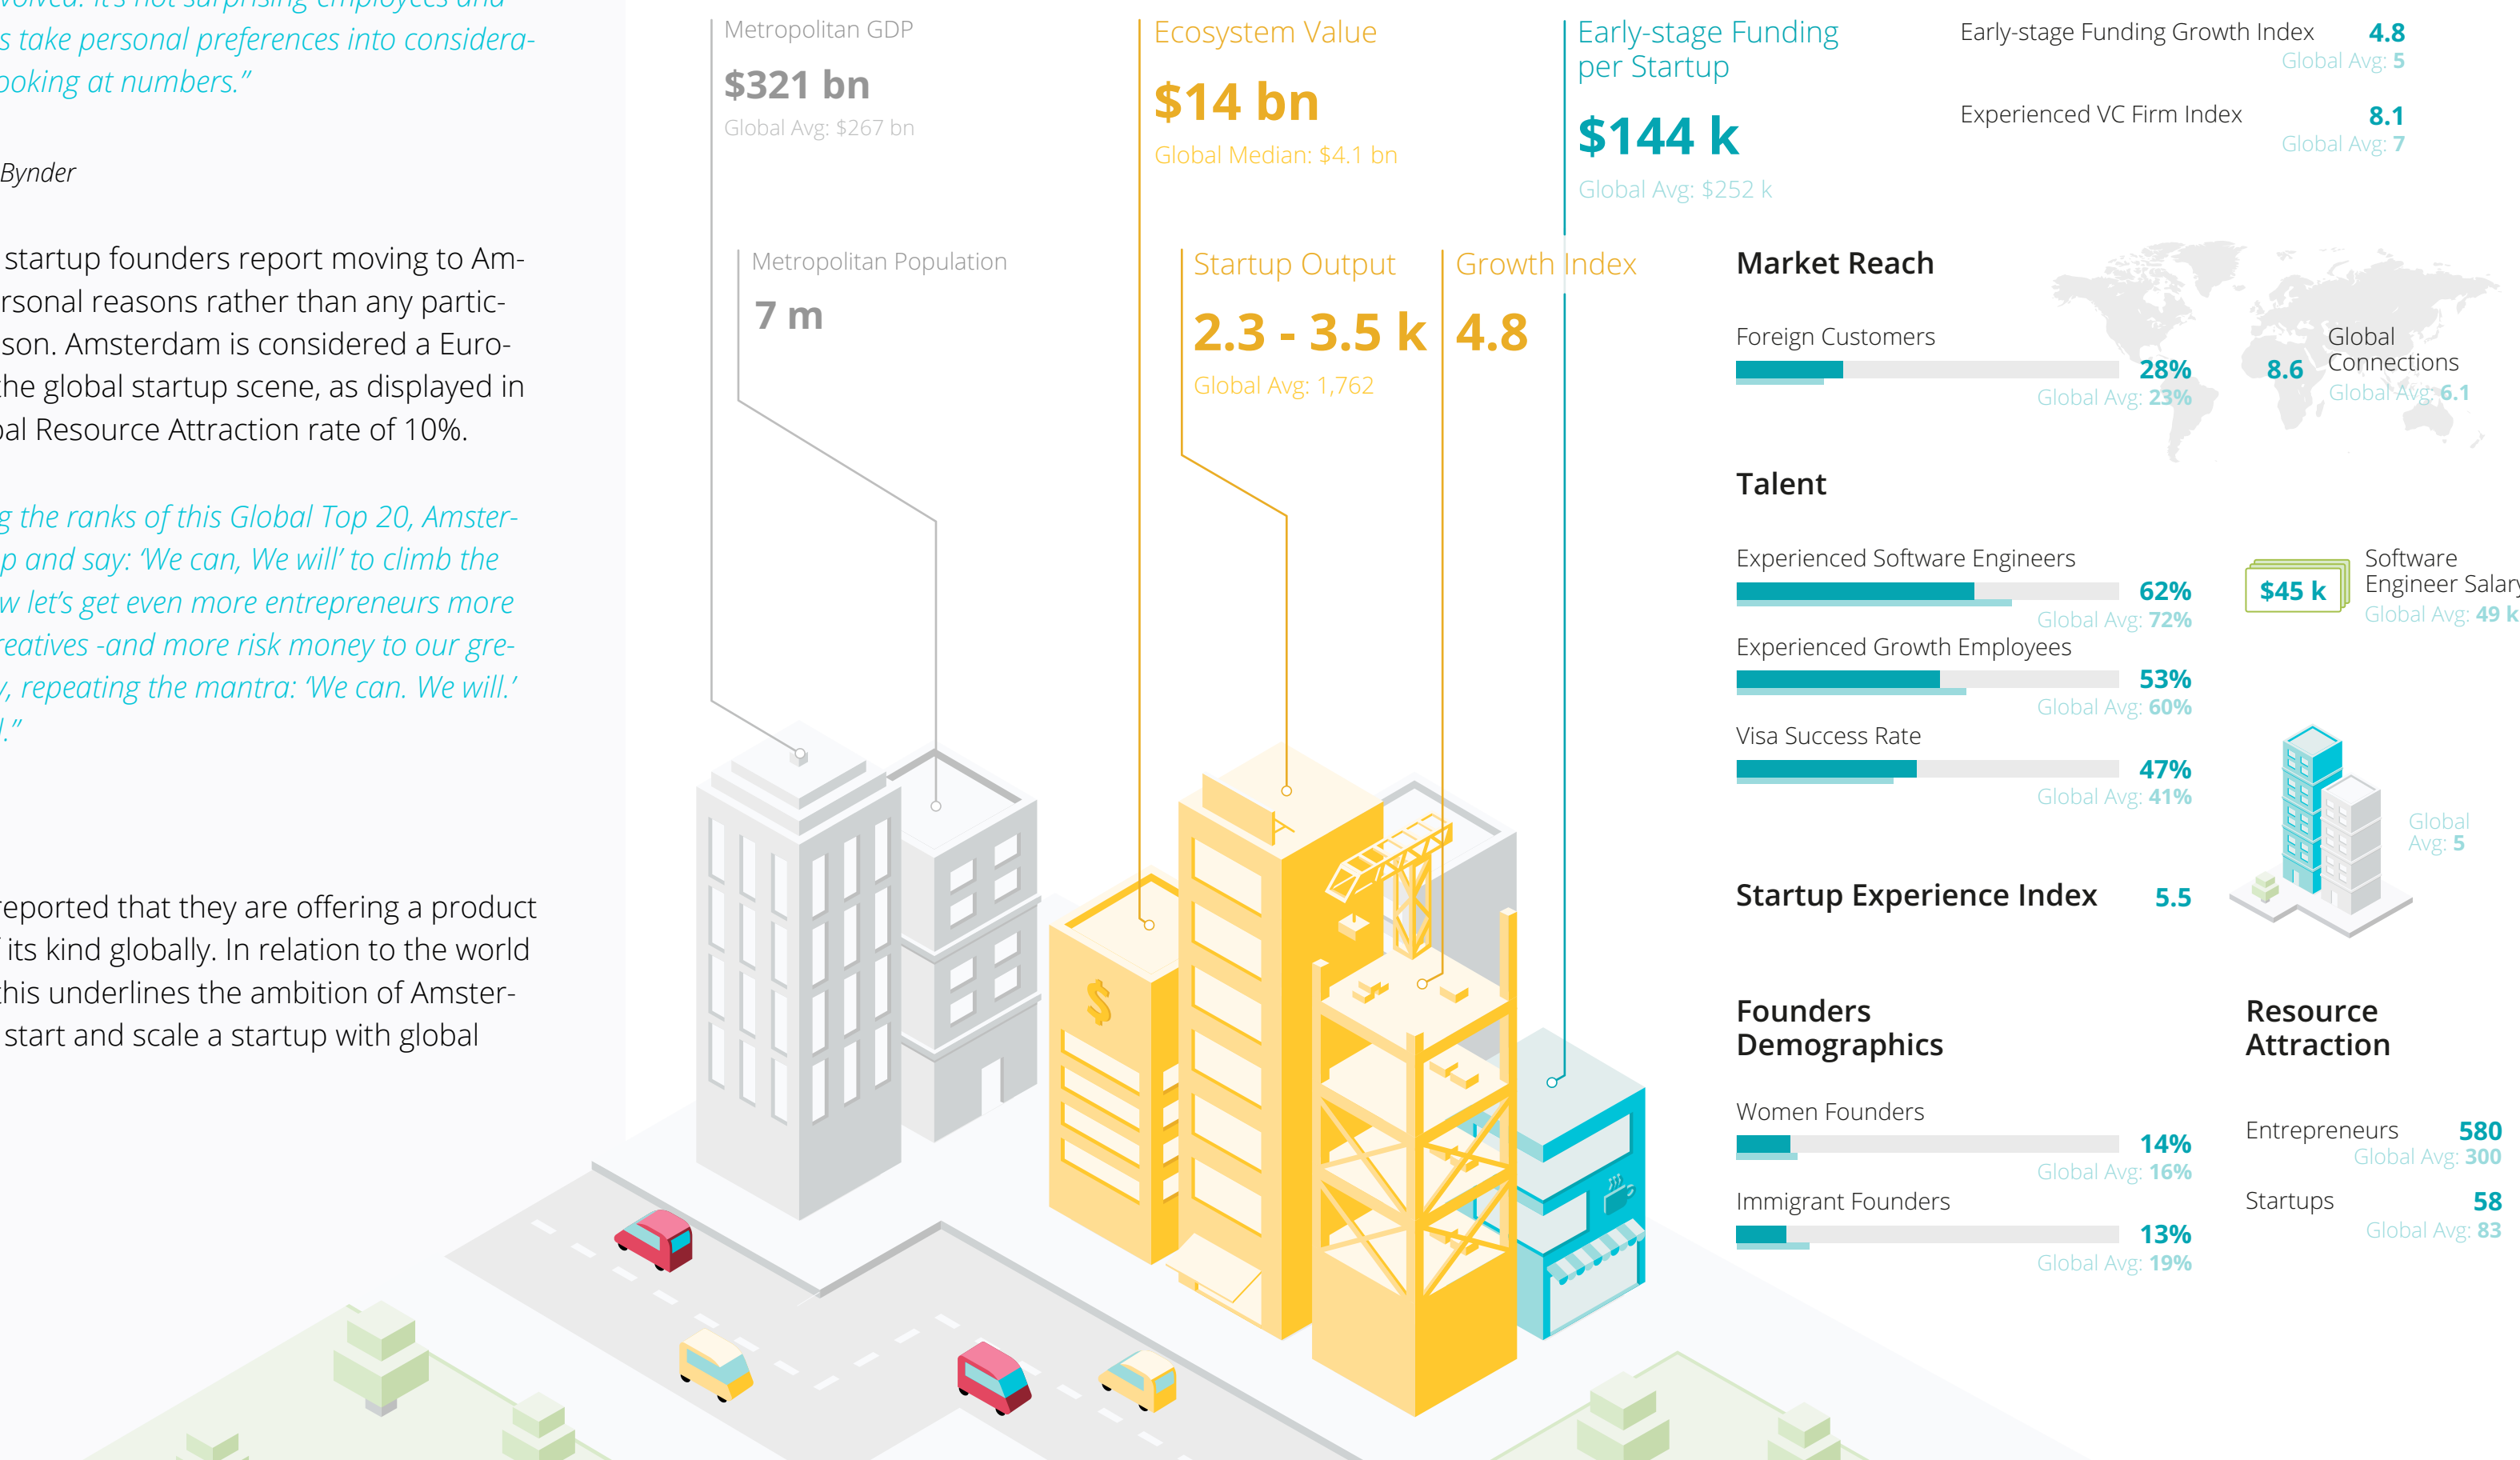 s take personal preferences into considera-
ooking at numbers.”
Bynder
startup founders report moving to Am-
rsonal reasons rather than any partic-
son. Amsterdam is considered a Euro-
the global startup scene, as displayed in
bal Resource Attraction rate of 10%.
g the ranks of this Global Top 20, Amster-
p and say: ‘We can, We will’ to climb the
w let’s get even more entrepreneurs more
reatives -and more risk money to our gre-
y, repeating the mantra: ‘We can. We will.’
l.”
reported that they are offering a product
f its kind globally. In relation to the world
this underlines the ambition of Amster-
start and scale a startup with global
Metropolitan GDP
$321 bn
Global Avg: $267 bn
Metropolitan Population
7 m
Ecosystem Value
$14 bn
Global Median: $4.1 bn
Startup Output
2.3 - 3.5 k
Global Avg: 1,762
Growth Index
4.8
Early-stage Funding
per Startup
$144 k
Global Avg: $252 k
Early-stage Funding Growth Index 4.8
Global Avg: 5
Experienced VC Firm Index 8.1
Global Avg: 7
Market Reach
Foreign Customers
28%
Global Avg: 23%
8.6
Global
Connections
Global Avg: 6.1
Talent
Experienced Software Engineers
62%
Global Avg: 72%
Experienced Growth Employees
53%
Global Avg: 60%
Visa Success Rate
47%
Global Avg: 41%
$45 k
Software
Engineer Salary
Global Avg: 49 k
Startup Experience Index 5.5
Global
Avg: 5
Founders
Demographics
Women Founders
14%
Global Avg: 16%
Immigrant Founders
13%
Global Avg: 19%
Resource
Attraction
Entrepreneurs 580
Global Avg: 300
Startups 58
Global Avg: 83
$